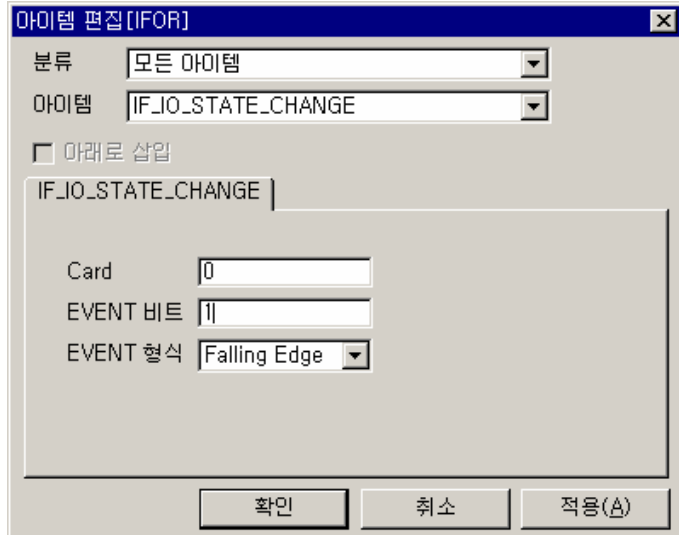 아이템 편집[IFOR]
분류 모든 아이템
아이템 IF_IO_STATE_CHANGE
아래로 삽입
IF_IO_STATE_CHANGE
Card 0
EVENT 비트 1
EVENT 형식 Falling Edge
확인 취소 적용(A)